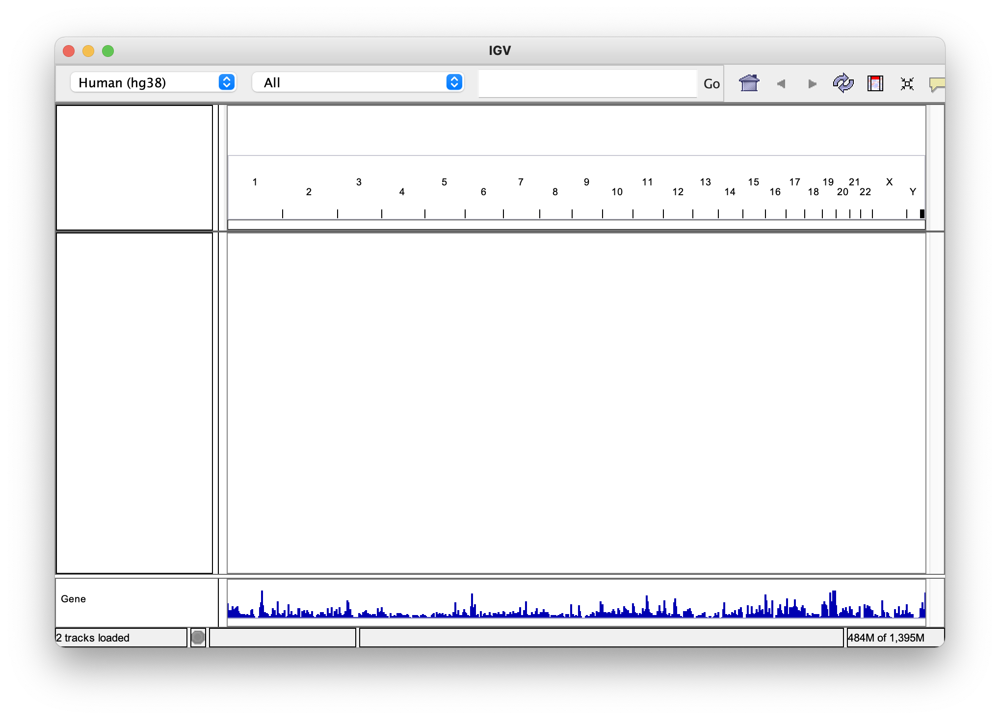 IGV
Human (hg38)
All
Go
1 3 5 7 9 11 13 15 17 19 21 X
2 4 6 8 10 12 14 16 18 20 22 Y
Gene
2 tracks loaded
484M of 1,395M